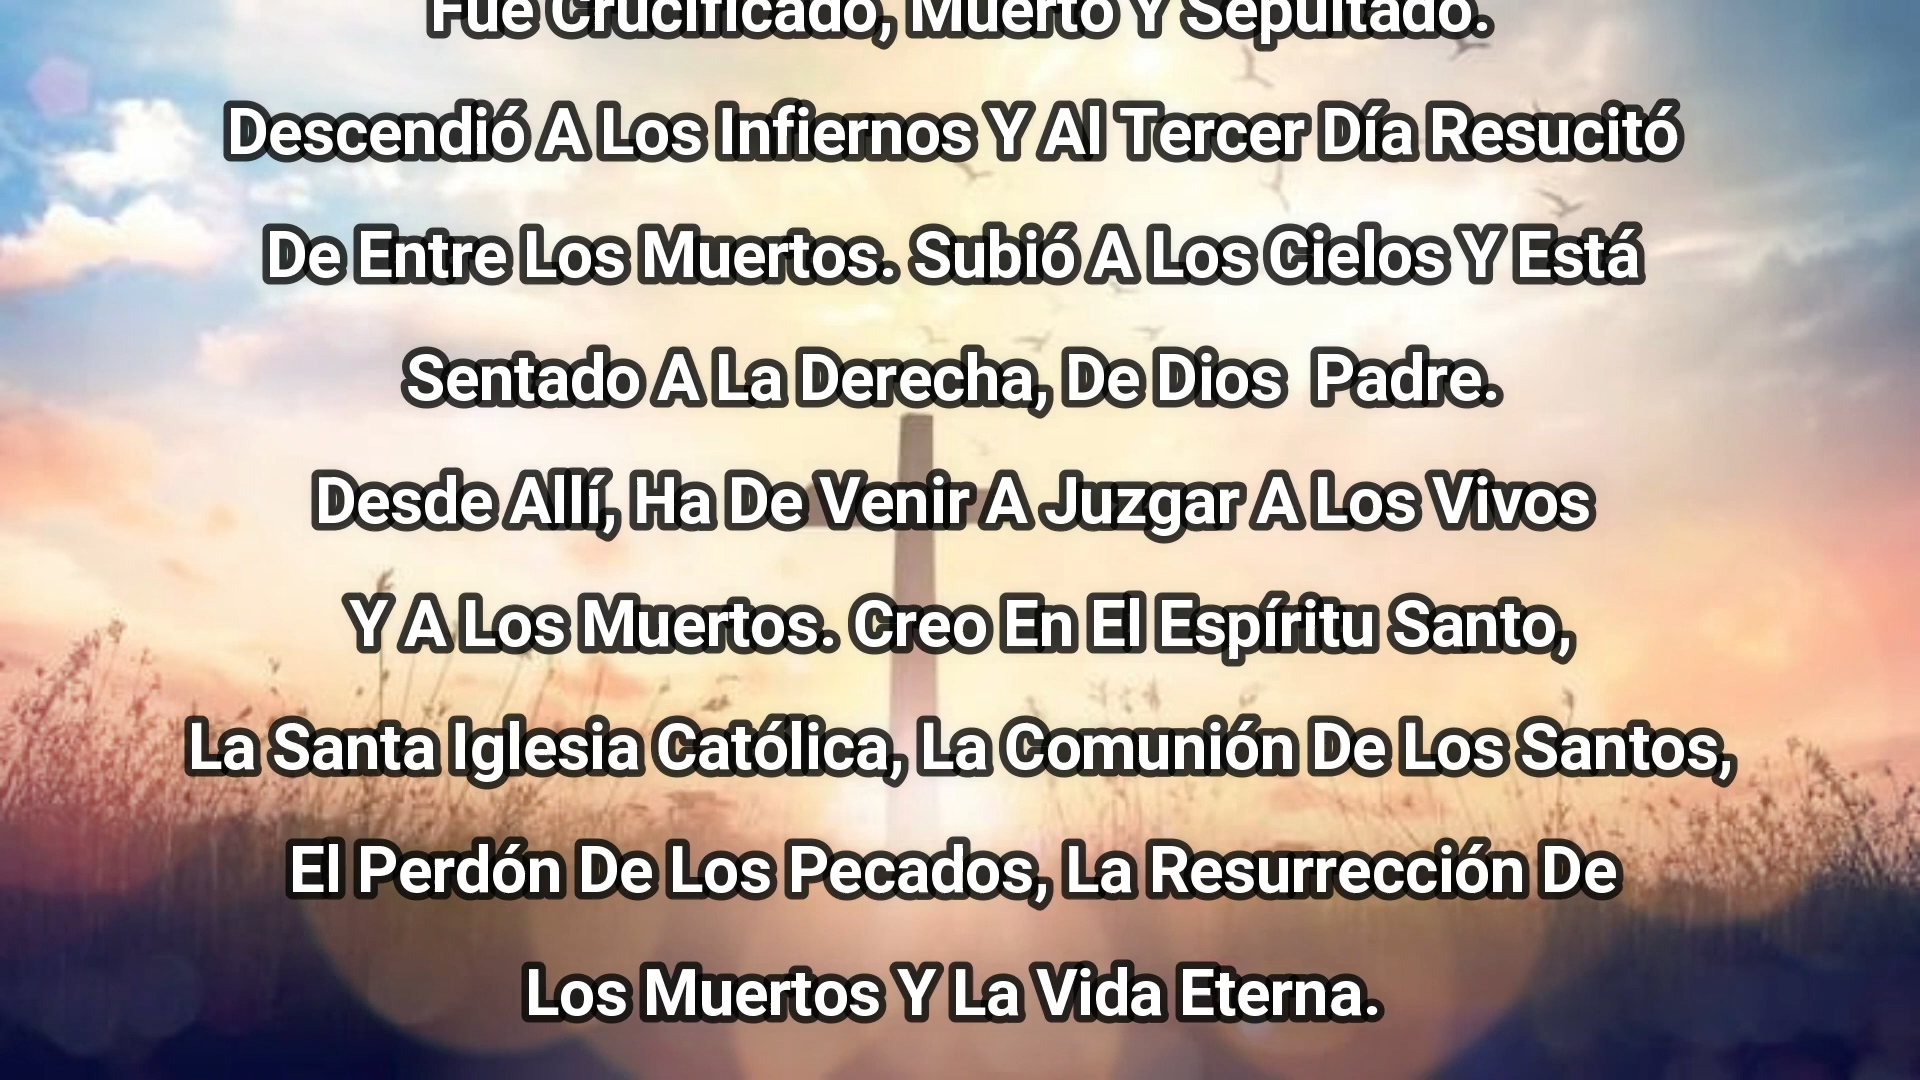 Fue Crucificado, Muerto Y Sepultado.
Descendió A Los Infiernos Y Al Tercer Día Resucitó
De Entre Los Muertos. Subió A Los Cielos Y Está
Sentado A La Derecha, De Dios  Padre.
Desde Allí, Ha De Venir A Juzgar A Los Vivos
Y A Los Muertos. Creo En El Espíritu Santo,
La Santa Iglesia Católica, La Comunión De Los Santos,
El Perdón De Los Pecados, La Resurrección De
Los Muertos Y La Vida Eterna.